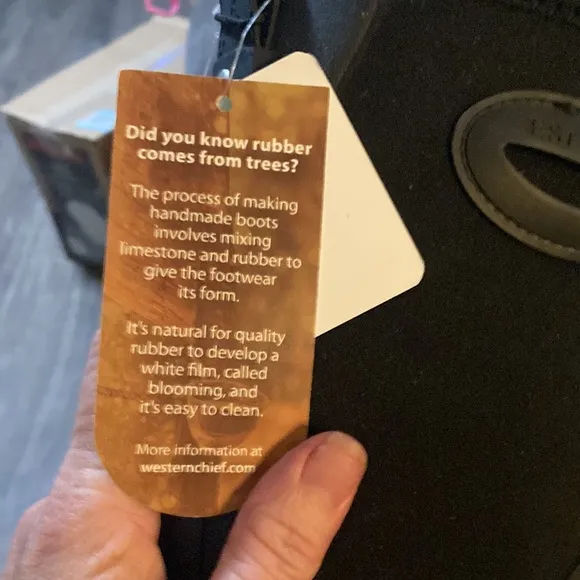 Did you know rubber
comes from trees?
The process of making
handmade boots
involves mixing
limestone and rubber to
give the footwear
its form.
It's natural for quality
rubber to develop a
white film, called
blooming, and
it's easy to clean.
More information at
westernchief.com